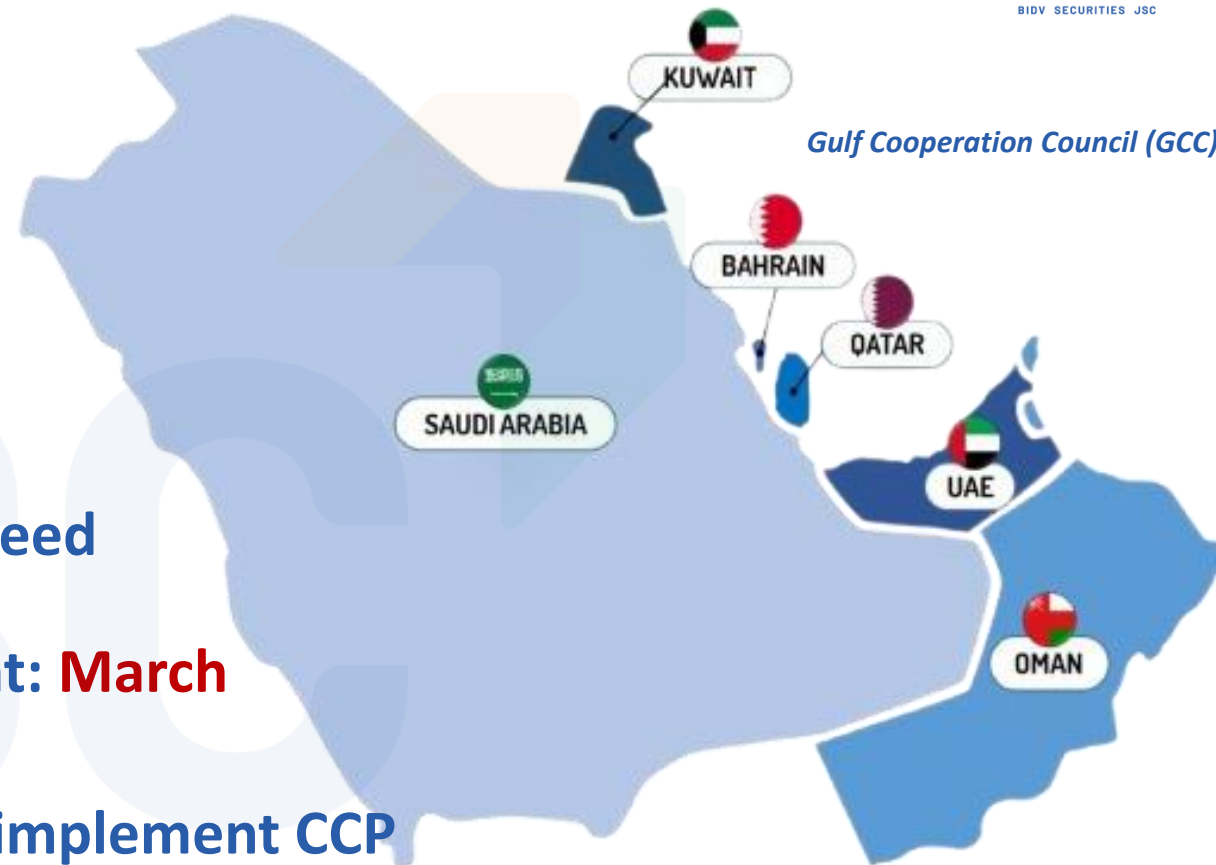 BIDV SECURITIES JSC
KUWAIT
Gulf Cooperation Council (GCC)
BAHRAIN
QATAR
SAUDI ARABIA
UAE
eed
t: March
OMAN
implement CCP